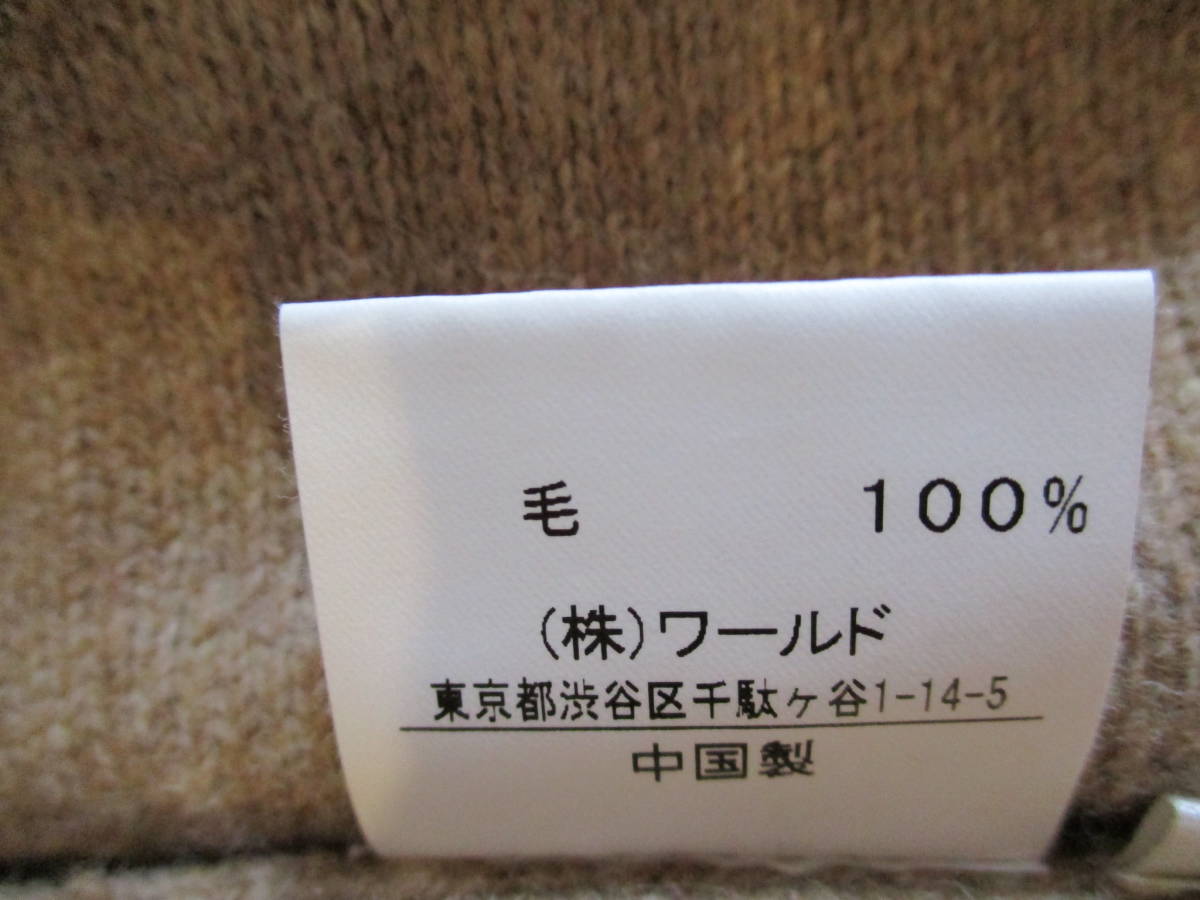 毛 100%
(株)ワールド
東京都渋谷区千駄ヶ谷1-14-5
中国製